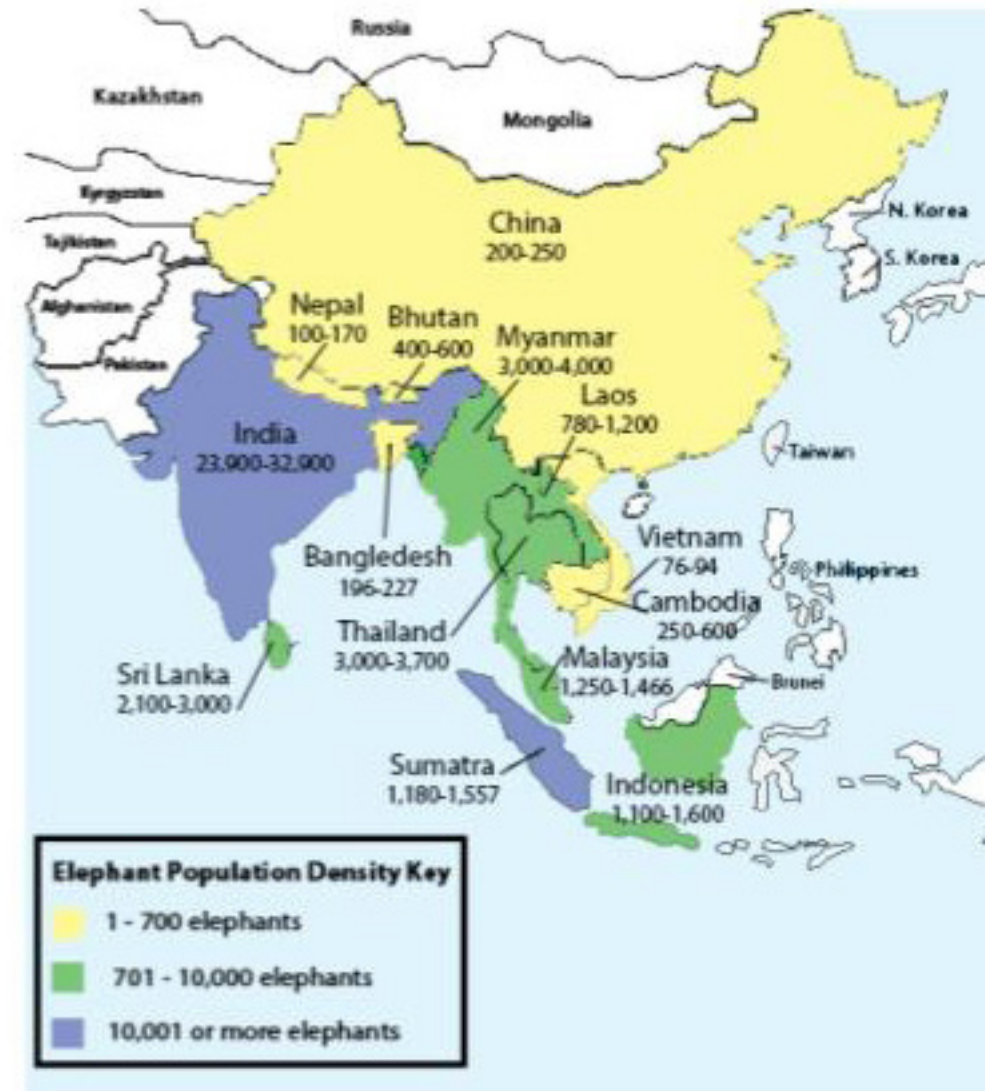 Russia
Kazakhstan
Mongolia
Kyrgyzstan
China
200-250
N. Korea
Tajikistan
S. Korea
Afghanistan
Nepal
100-170
Bhutan
400-600
Myanmar
3,000-4,000
Pakistan
Laos
780-1,200
India
23,900-32,900
Taiwan
Bangledesh
196-227
Vietnam
76-94
Philippines
Cambodia
250-600
Thailand
3,000-3,700
Malaysia
1,250-1,466
Sri Lanka
2,100-3,000
Brunei
Sumatra
1,180-1,557
Indonesia
1,100-1,600
Elephant Population Density Key
1 - 700 elephants
701 - 10,000 elephants
10,001 or more elephants